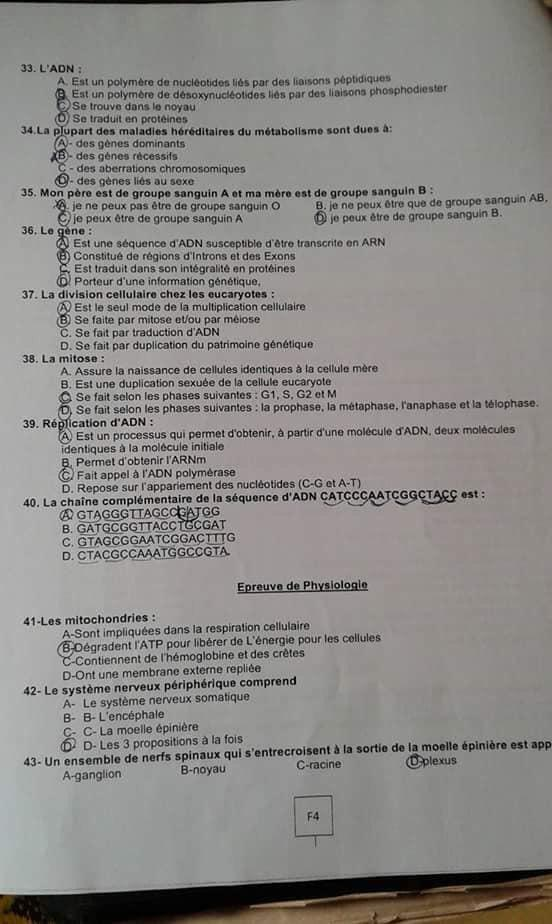 33. L'ADN :
A. Est un polymère de nucléotides liés par des liaisons péptidiques
B. Est un polymère de désoxynucléotides liés par des liaisons phosphodiester
C. Se trouve dans le noyau
D. Se traduit en protéines
34.La plupart des maladies héréditaires du métabolisme sont dues à:
A - des gènes dominants
B - des gènes récessifs
C - des aberrations chromosomiques
D - des gènes liés au sexe
35. Mon père est de groupe sanguin A et ma mère est de groupe sanguin B :
A. je ne peux pas être de groupe sanguin O B. je ne peux être que de groupe sanguin AB,
C. je peux être de groupe sanguin A D. je peux être de groupe sanguin B.
36. Le gène :
A. Est une séquence d'ADN susceptible d'être transcrite en ARN
B. Constitué de régions d'Introns et des Exons
C. Est traduit dans son intégralité en protéines
D. Porteur d'une information génétique,
37. La division cellulaire chez les eucaryotes :
A. Est le seul mode de la multiplication cellulaire
B. Se faite par mitose et/ou par méiose
C. Se fait par traduction d'ADN
D. Se fait par duplication du patrimoine génétique
38. La mitose :
A. Assure la naissance de cellules identiques à la cellule mère
B. Est une duplication sexuée de la cellule eucaryote
C. Se fait selon les phases suivantes : G1, S, G2 et M
D. Se fait selon les phases suivantes : la prophase, la métaphase, l'anaphase et la télophase.
39. Réplication d'ADN :
A. Est un processus qui permet d'obtenir, à partir d'une molécule d'ADN, deux molécules
identiques à la molécule initiale
B. Permet d'obtenir l'ARNm
C. Fait appel à l'ADN polymérase
D. Repose sur l'appariement des nucléotides (C-G et A-T)
40. La chaîne complémentaire de la séquence d'ADN CATCCCAATCGGCTACC est :
A. GTAGGGTTAGCCGATGG
B. GATGCGGTTACCTGCGAT
C. GTAGCGGAATCGGACTTTG
D. CTACGCCAAATGGCCGTA.
Epreuve de Physiologie
41-Les mitochondries :
A-Sont impliquées dans la respiration cellulaire
B-Dégradent l'ATP pour libérer de L'énergie pour les cellules
C-Contiennent de l'hémoglobine et des crêtes
D-Ont une membrane externe repliée
42- Le système nerveux périphérique comprend
A- Le système nerveux somatique
B- B- L'encéphale
C- C- La moelle épinière
D- D- Les 3 propositions à la fois
43- Un ensemble de nerfs spinaux qui s'entrecroisent à la sortie de la moelle épinière est app
A-ganglion B-noyau C-racine D-plexus
F4